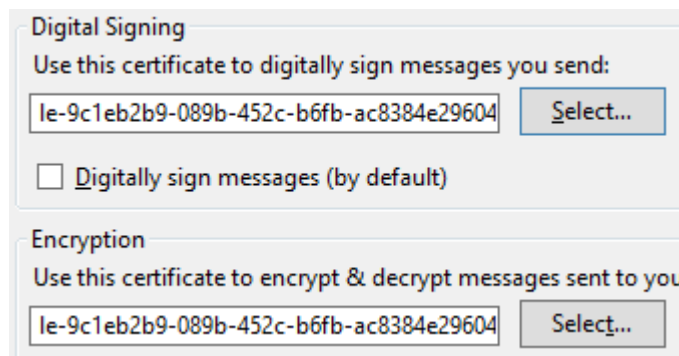 Digital Signing
Use this certificate to digitally sign messages you send:
le-9c1eb2b9-089b-452c-b6fb-ac8384e29604
Select...
Digitally sign messages (by default)
Encryption
Use this certificate to encrypt & decrypt messages sent to you
le-9c1eb2b9-089b-452c-b6fb-ac8384e29604
Select...